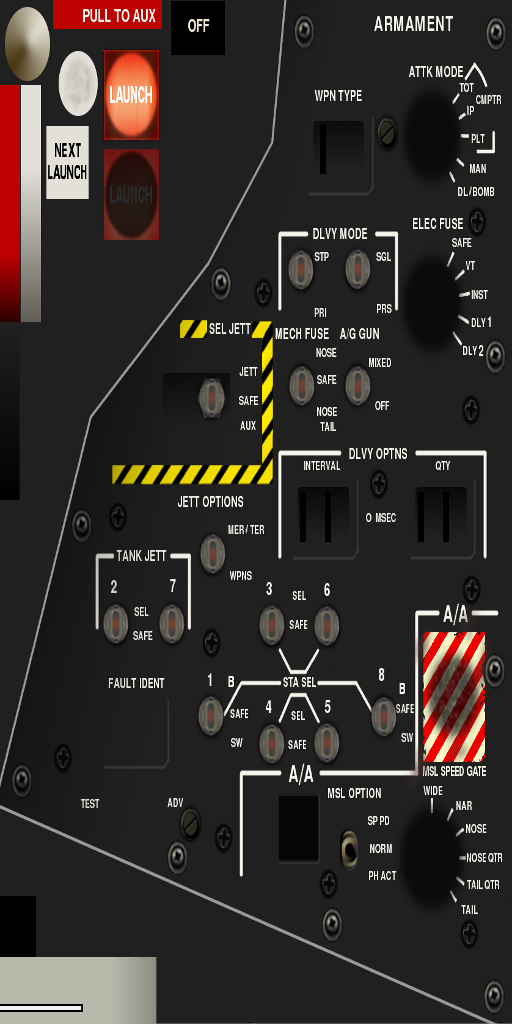 PULL TO AUX
OFF
LAUNCH
NEXT
LAUNCH
LAUNCH
ARMAMENT
WPN TYPE
ATTK MODE
TOT
CMPTR
IP
PLT
MAN
DL/BOMB
ELEC FUSE
SAFE
VT
INST
DLY 1
DLY 2
DLVY MODE
STP
SGL
PRI
PRS
SEL JETT
JETT
SAFE
AUX
MECH FUSE
A/G GUN
NOSE
SAFE
NOSE
TAIL
MIXED
OFF
JETT OPTIONS
MER / TER
WPNS
DLVY OPTNS
INTERVAL
QTY
O MSEC
TANK JETT
2
7
SEL
SAFE
3
6
SEL
SAFE
STA SEL
1
B
SAFE
SW
4
5
SEL
SAFE
8
B
SAFE
SW
FAULT IDENT
TEST
ADV
A/A
A/A
MSL OPTION
SP PD
NORM
PH ACT
MSL SPEED GATE
WIDE
NAR
NOSE
NOSE QTR
TAIL QTR
TAIL